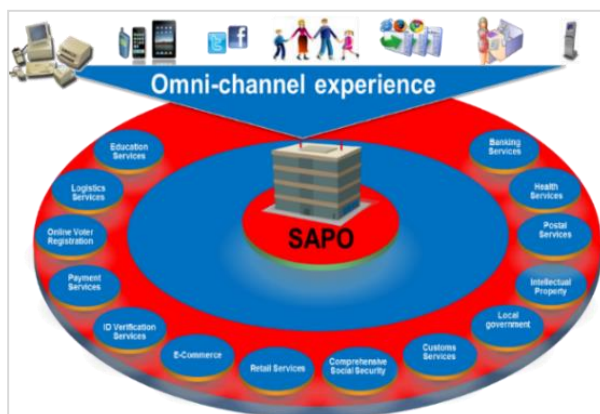 Omni-channel experience
Education
Services
Banking
Services
Logistics
Services
Health
Services
Online Voter
Registration
SAPO
Postal
Services
Payment
Services
Intellectual
Property
ID Verification
Services
Local
government
E-Commerce
Customs
Services
Retail Services
Comprehensive
Social Security